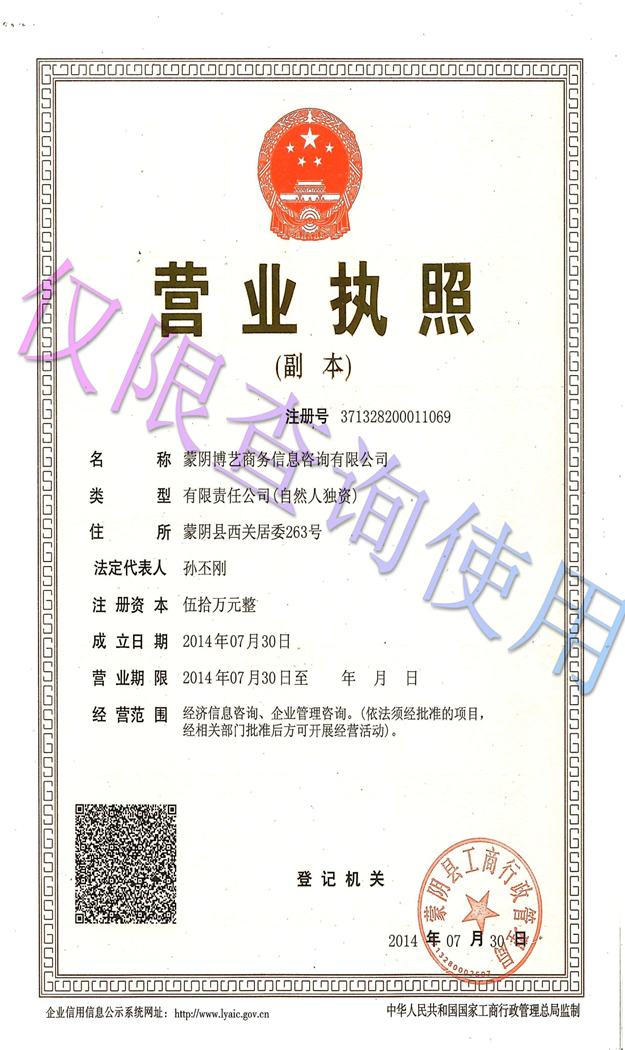 营业执照
(副 本)
注册号 371328200011069
名 称 蒙阴博艺商务信息咨询有限公司
类 型 有限责任公司(自然人独资)
住 所 蒙阴县西关居委263号
法定代表人 孙丕刚
注 册 资 本 伍拾万元整
成 立 日 期 2014年07月30日
营 业 期 限 2014年07月30日至 年 月 日
经 营 范 围 经济信息咨询、企业管理咨询。(依法须经批准的项目,
经相关部门批准后方可开展经营活动)。
仅限查询使用
登 记 机 关
蒙阴县工商行政管理局
2014 年 07 月 30 日
企业信用信息公示系统网址: http://www.lyaic.gov.cn
中华人民共和国国家工商行政管理总局监制